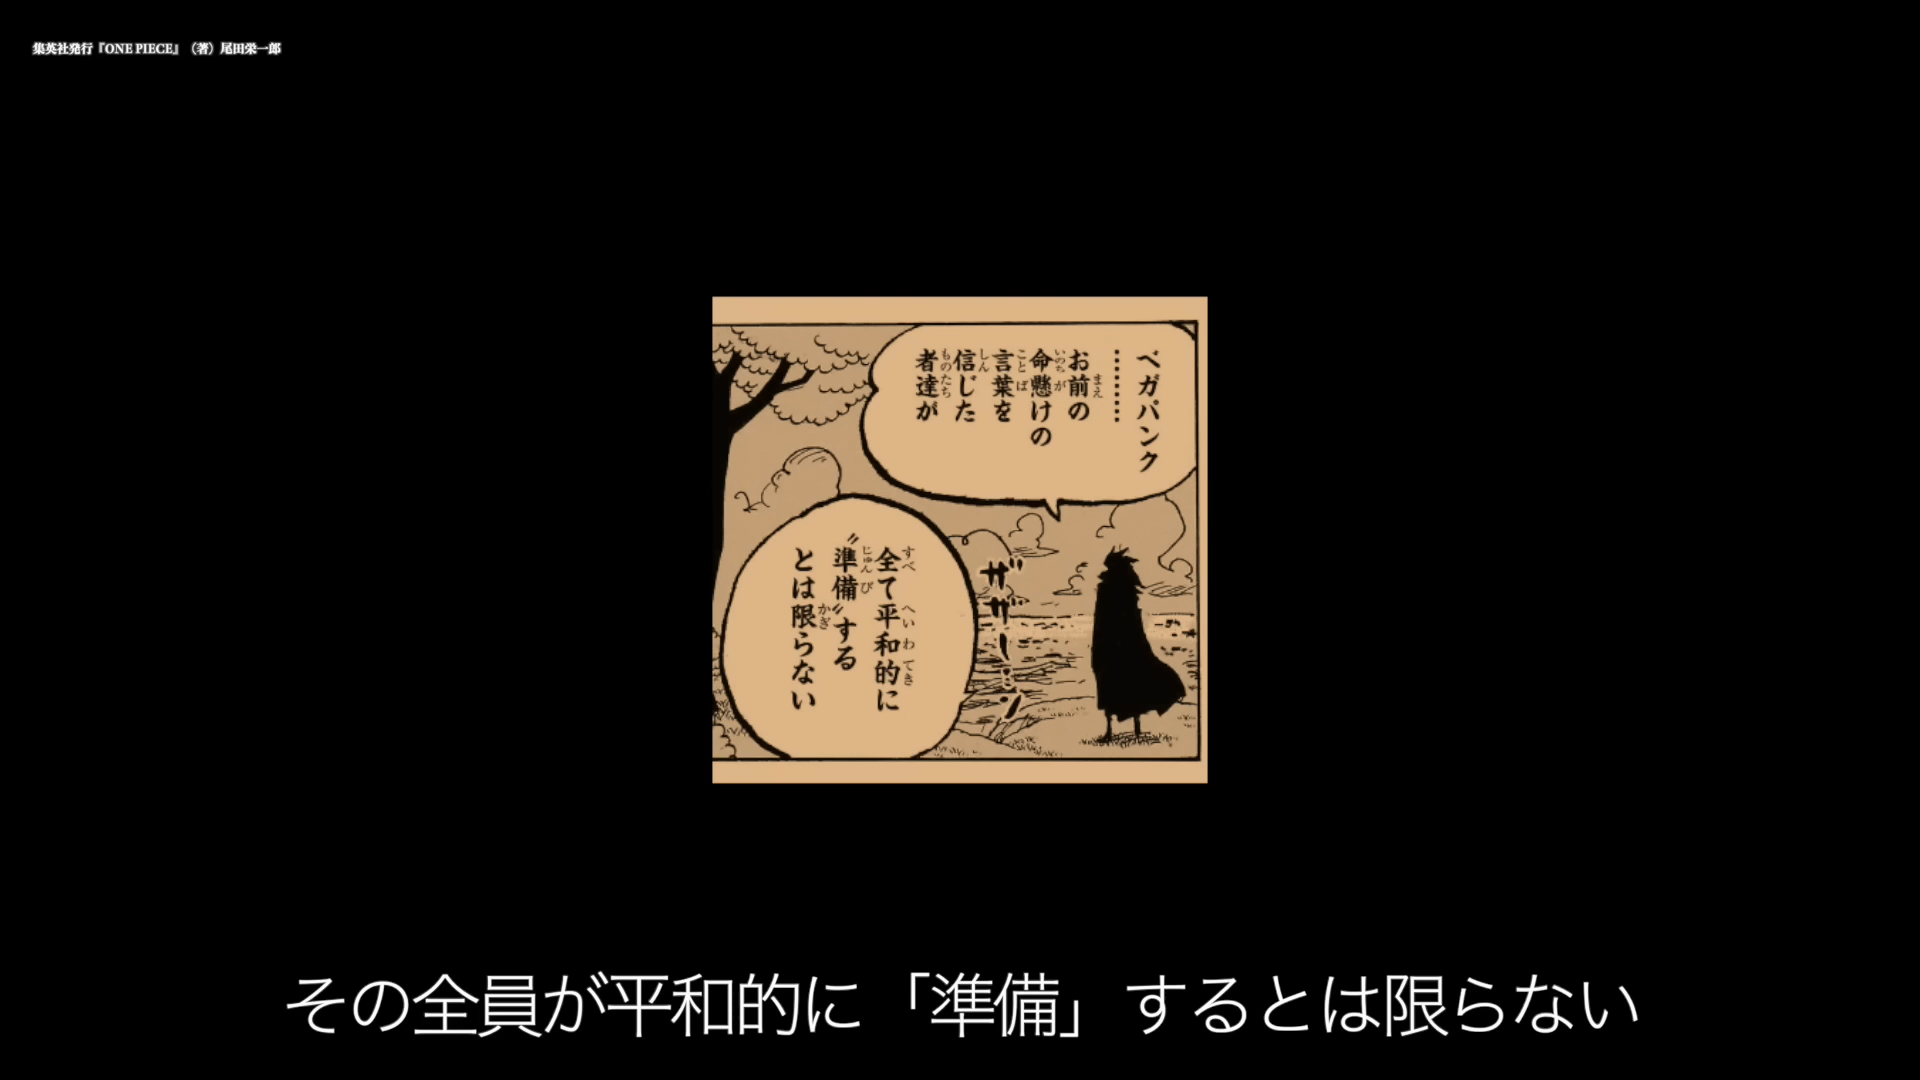 集英社発行『ONE PIECE』（著）尾田栄一郎
ベガパンク
………
お前の
命懸けの
言葉を
信じた
者達が
全て平和的に
〝準備〟する
とは限らない
ザザーーン
その全員が平和的に「準備」するとは限らない